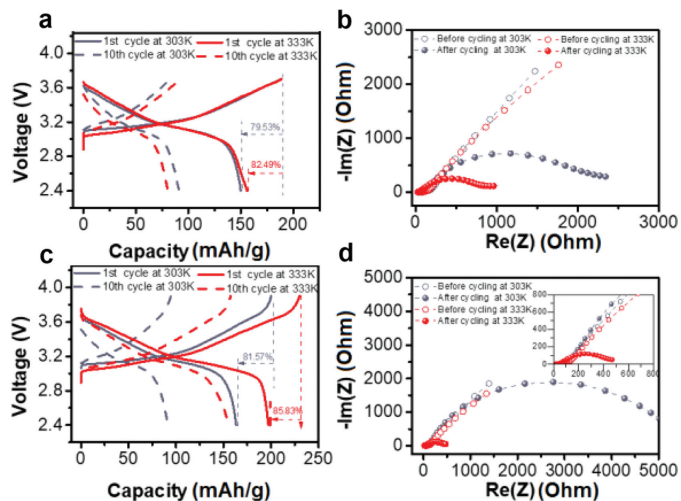 a
1st cycle at 303K
1st cycle at 333K
10th cycle at 303K
10th cycle at 333K
4.2
3.6
3.0
2.4
Voltage (V)
79.53%
82.49%
0 50 100 150 200 250
Capacity (mAh/g)
b
Before cycling at 303K
Before cycling at 333K
After cycling at 303K
After cycling at 333K
3000
2000
1000
0
-Im(Z) (Ohm)
0 1000 2000 3000
Re(Z) (Ohm)
c
1st cycle at 303K
1st cycle at 333K
10th cycle at 303K
10th cycle at 333K
4.2
3.6
3.0
2.4
Voltage (V)
81.57%
85.83%
0 50 100 150 200 250
Capacity (mAh/g)
d
Before cycling at 303K
After cycling at 303K
Before cycling at 333K
After cycling at 333K
5000
4000
3000
2000
1000
0
-Im(Z) (Ohm)
800
600
400
200
0
0 200 400 600 800
0 1000 2000 3000 4000 5000
Re(Z) (Ohm)